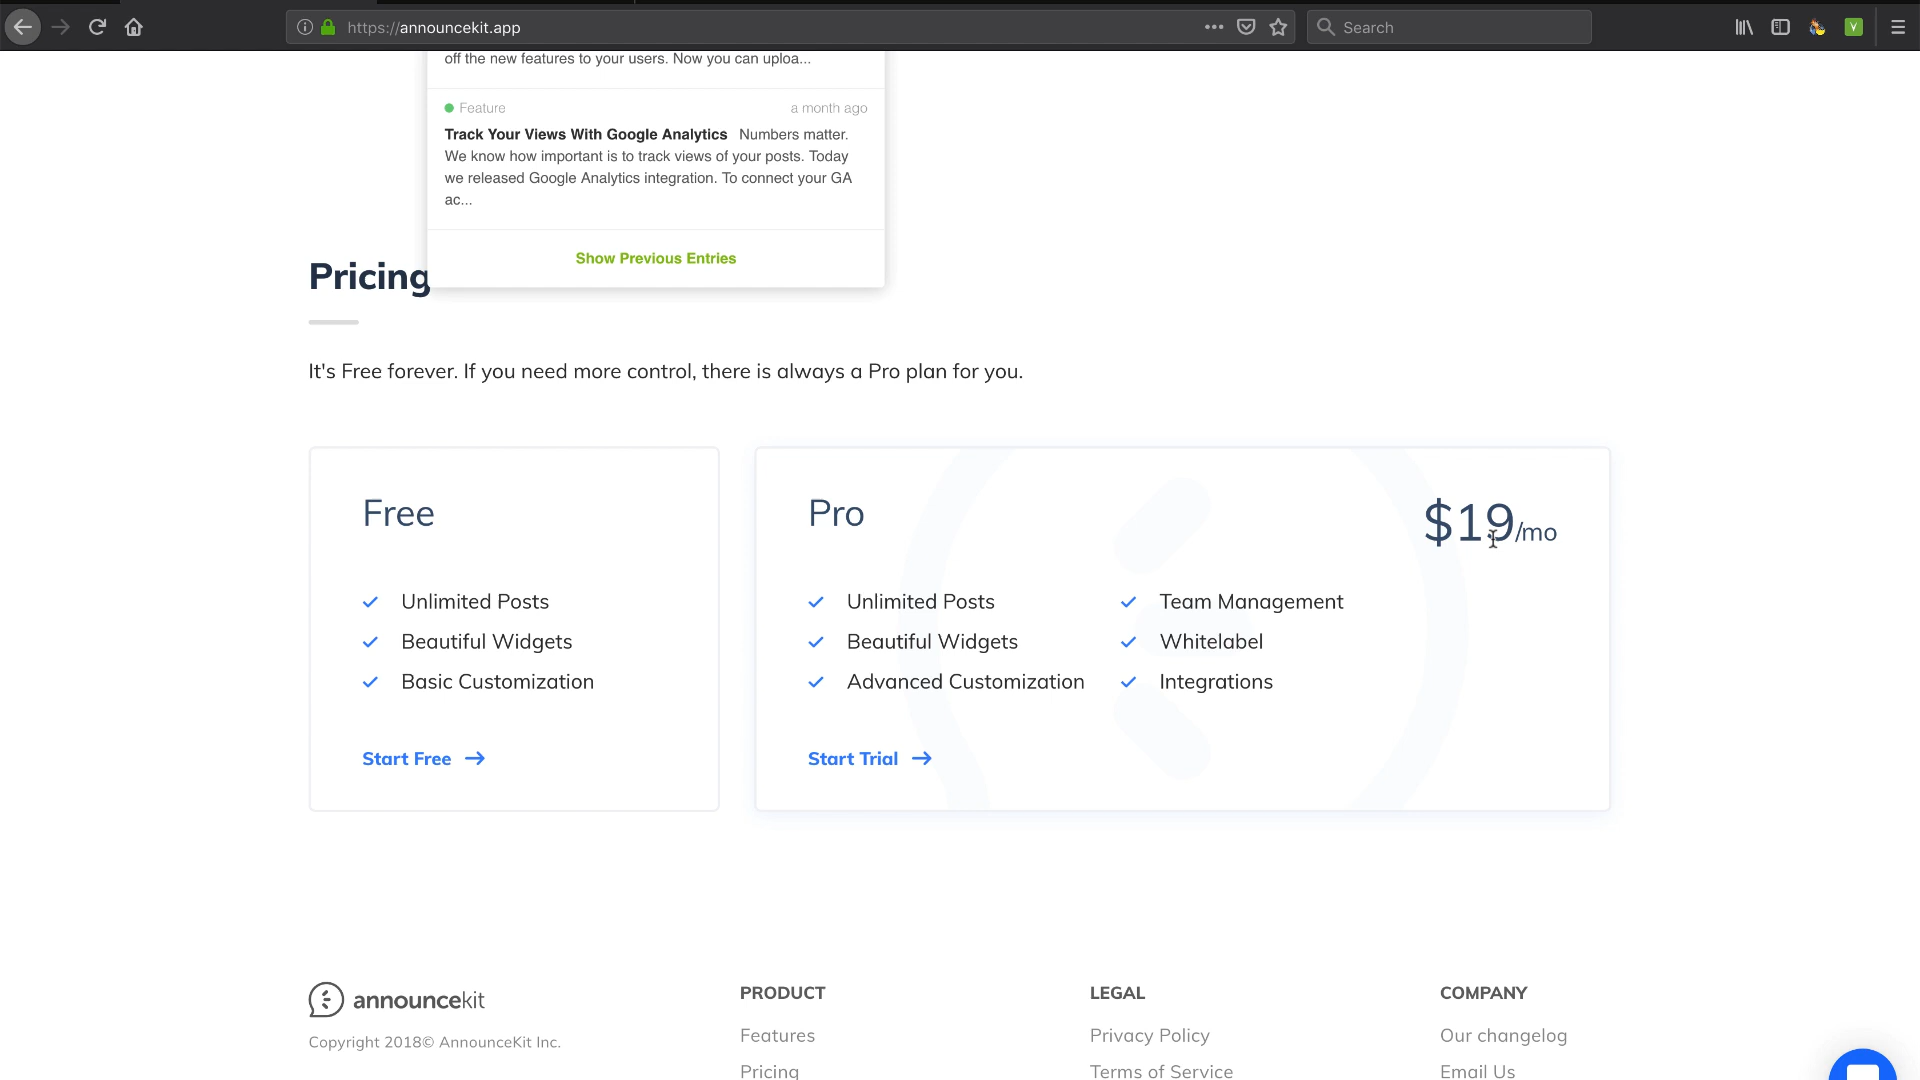 https://announcekit.app
Search
off the new features to your users. Now you can uploa...
Feature
a month ago
Track Your Views With Google Analytics Numbers matter.
We know how important is to track views of your posts. Today
we released Google Analytics integration. To connect your GA
ac...
Show Previous Entries
Pricing
It's Free forever. If you need more control, there is always a Pro plan for you.
Free
Unlimited Posts
Beautiful Widgets
Basic Customization
Start Free
Pro
$19/mo
Unlimited Posts
Beautiful Widgets
Advanced Customization
Team Management
Whitelabel
Integrations
Start Trial
announcekit
Copyright 2018© AnnounceKit Inc.
PRODUCT
Features
Pricing
LEGAL
Privacy Policy
Terms of Service
COMPANY
Our changelog
Email Us